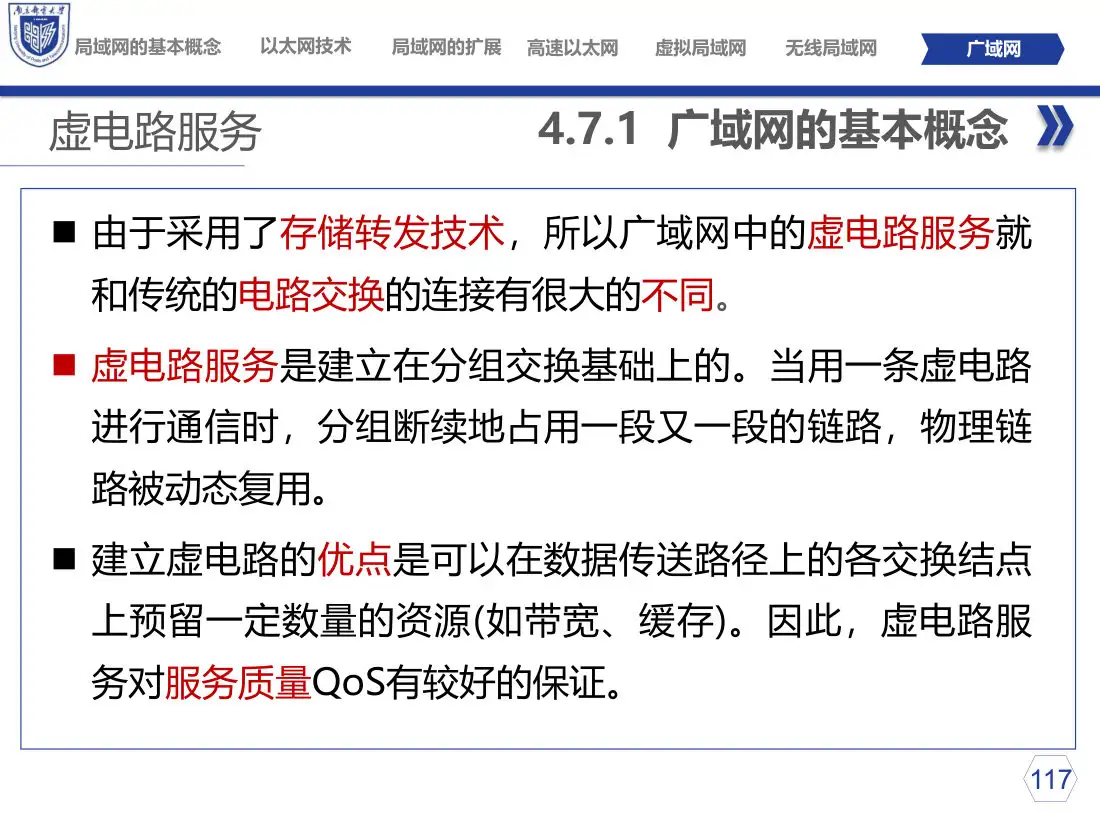 南京邮电大学
局域网的基本概念 以太网技术 局域网的扩展 高速以太网 虚拟局域网 无线局域网 广域网
虚电路服务
4.7.1 广域网的基本概念
由于采用了存储转发技术，所以广域网中的虚电路服务就
和传统的电路交换的连接有很大的不同。
虚电路服务是建立在分组交换基础上的。当用一条虚电路
进行通信时，分组断续地占用一段又一段的链路，物理链
路被动态复用。
建立虚电路的优点是可以在数据传送路径上的各交换结点
上预留一定数量的资源(如带宽、缓存)。因此，虚电路服
务对服务质量QoS有较好的保证。
117